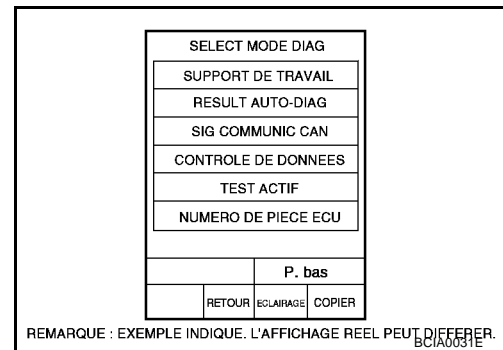 SELECT MODE DIAG
SUPPORT DE TRAVAIL
RESULT AUTO-DIAG
SIG COMMUNIC CAN
CONTROLE DE DONNEES
TEST ACTIF
NUMERO DE PIECE ECU
P. bas
RETOUR ECLAIRAGE COPIER
REMARQUE : EXEMPLE INDIQUE. L'AFFICHAGE REEL PEUT DIFFERER.
BCIA0031E